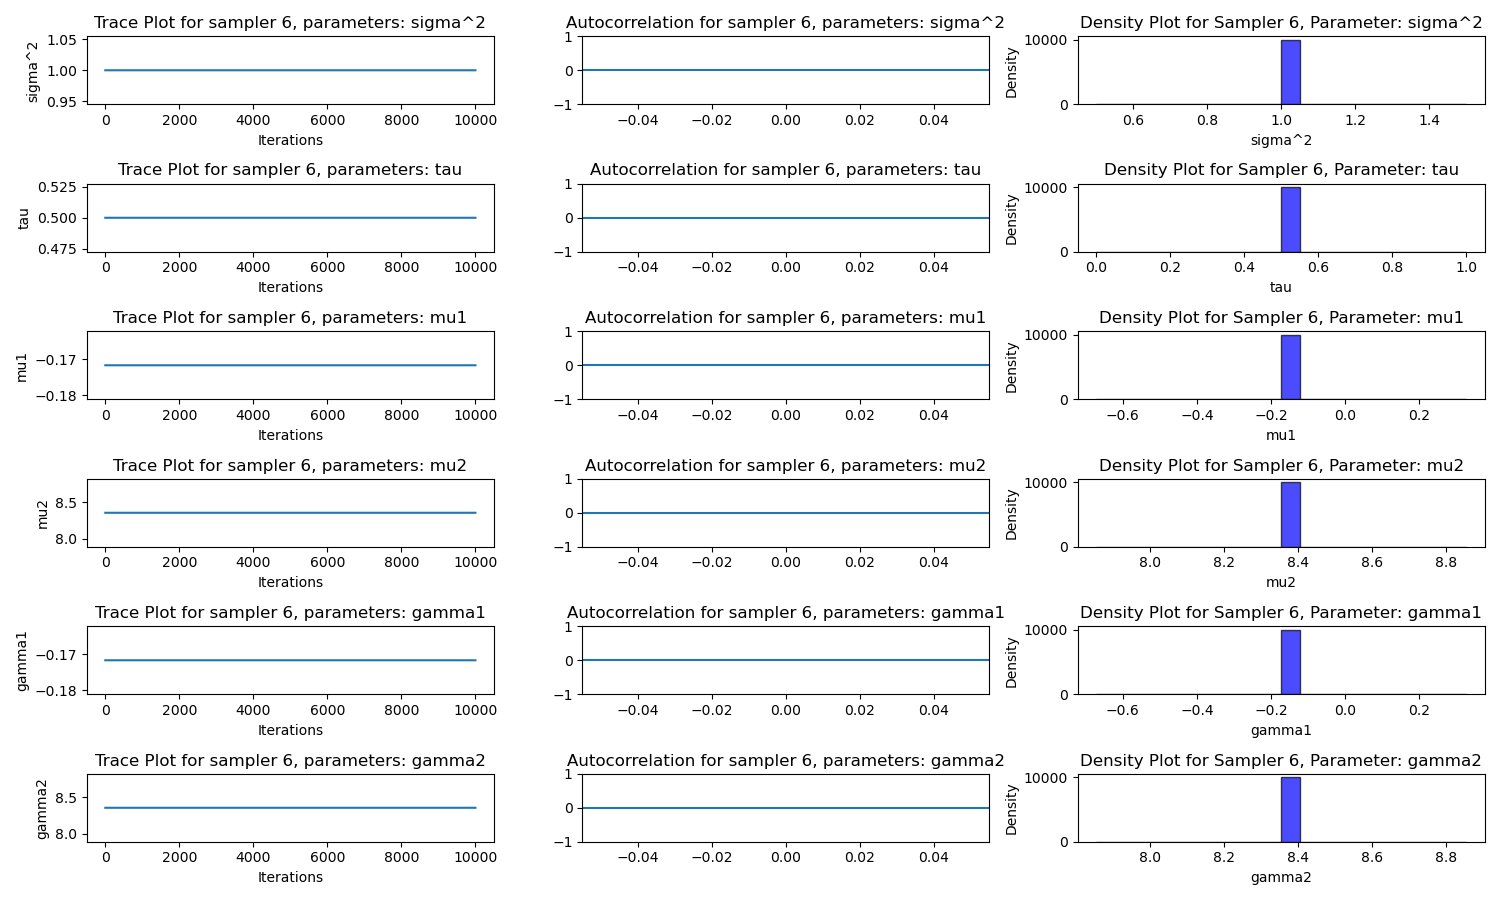 Trace Plot for sampler 6, parameters: sigma^2
sigma^2
1.05
1.00
0.95
0 2000 4000 6000 8000 10000
Iterations
Autocorrelation for sampler 6, parameters: sigma^2
1
0
−1
−0.04 −0.02 0.00 0.02 0.04
Density Plot for Sampler 6, Parameter: sigma^2
Density
10000
0
0.6 0.8 1.0 1.2 1.4
sigma^2
Trace Plot for sampler 6, parameters: tau
tau
0.525
0.500
0.475
0 2000 4000 6000 8000 10000
Iterations
Autocorrelation for sampler 6, parameters: tau
1
0
−1
−0.04 −0.02 0.00 0.02 0.04
Density Plot for Sampler 6, Parameter: tau
Density
10000
0
0.0 0.2 0.4 0.6 0.8 1.0
tau
Trace Plot for sampler 6, parameters: mu1
mu1
−0.17
−0.18
0 2000 4000 6000 8000 10000
Iterations
Autocorrelation for sampler 6, parameters: mu1
1
0
−1
−0.04 −0.02 0.00 0.02 0.04
Density Plot for Sampler 6, Parameter: mu1
Density
10000
0
−0.6 −0.4 −0.2 0.0 0.2
mu1
Trace Plot for sampler 6, parameters: mu2
mu2
8.5
8.0
0 2000 4000 6000 8000 10000
Iterations
Autocorrelation for sampler 6, parameters: mu2
1
0
−1
−0.04 −0.02 0.00 0.02 0.04
Density Plot for Sampler 6, Parameter: mu2
Density
10000
0
8.0 8.2 8.4 8.6 8.8
mu2
Trace Plot for sampler 6, parameters: gamma1
gamma1
−0.17
−0.18
0 2000 4000 6000 8000 10000
Iterations
Autocorrelation for sampler 6, parameters: gamma1
1
0
−1
−0.04 −0.02 0.00 0.02 0.04
Density Plot for Sampler 6, Parameter: gamma1
Density
10000
0
−0.6 −0.4 −0.2 0.0 0.2
gamma1
Trace Plot for sampler 6, parameters: gamma2
gamma2
8.5
8.0
0 2000 4000 6000 8000 10000
Iterations
Autocorrelation for sampler 6, parameters: gamma2
1
0
−1
−0.04 −0.02 0.00 0.02 0.04
Density Plot for Sampler 6, Parameter: gamma2
Density
10000
0
8.0 8.2 8.4 8.6 8.8
gamma2